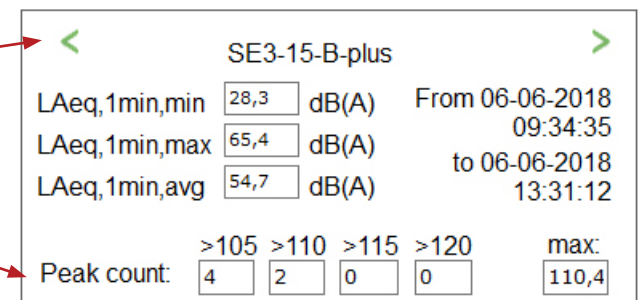 < SE3-15-B-plus >
LAeq,1min,min 28,3 dB(A) From 06-06-2018
09:34:35
LAeq,1min,max 65,4 dB(A)
to 06-06-2018
LAeq,1min,avg 54,7 dB(A) 13:31:12
>105 >110 >115 >120 max:
Peak count: 4 2 0 0 110,4